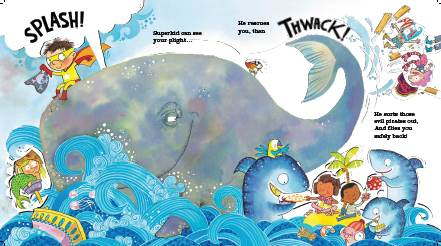 SPLASH!
Superkid can see
your plight...
He rescues
you, then
THWACK!
He sorts those
evil pirates out,
And flies you
safely back!